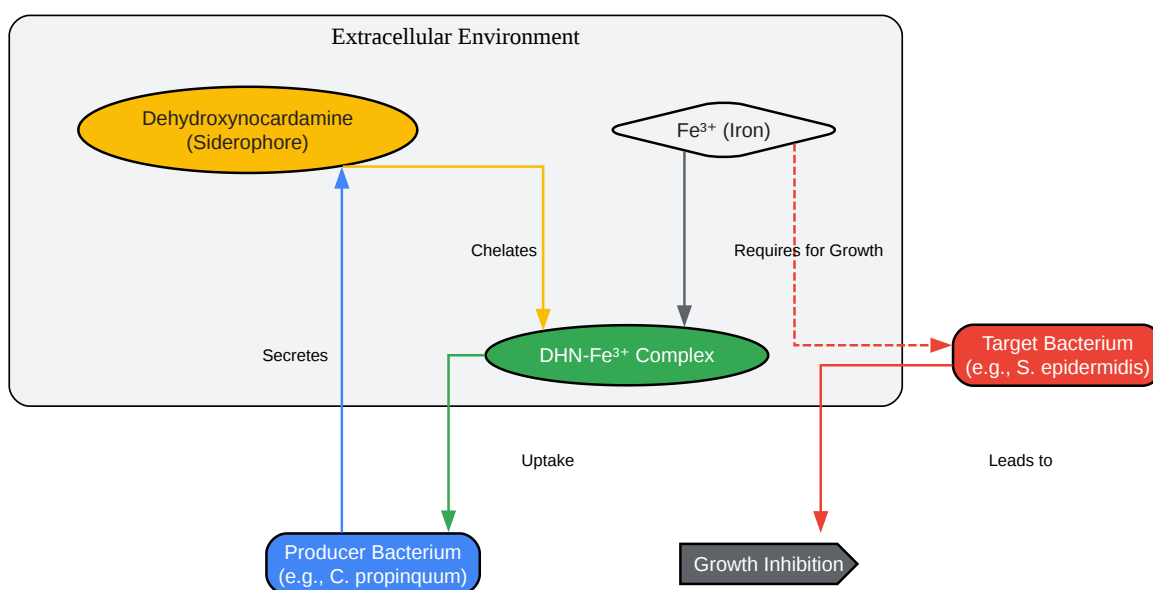 Extracellular Environment
Dehydroxynocardamine
(Siderophore)
Fe³⁺ (Iron)
Chelates
Requires for Growth
Secretes
DHN-Fe³⁺ Complex
Target Bacterium
(e.g., S. epidermidis)
Uptake
Leads to
Producer Bacterium
(e.g., C. propinquum)
Growth Inhibition